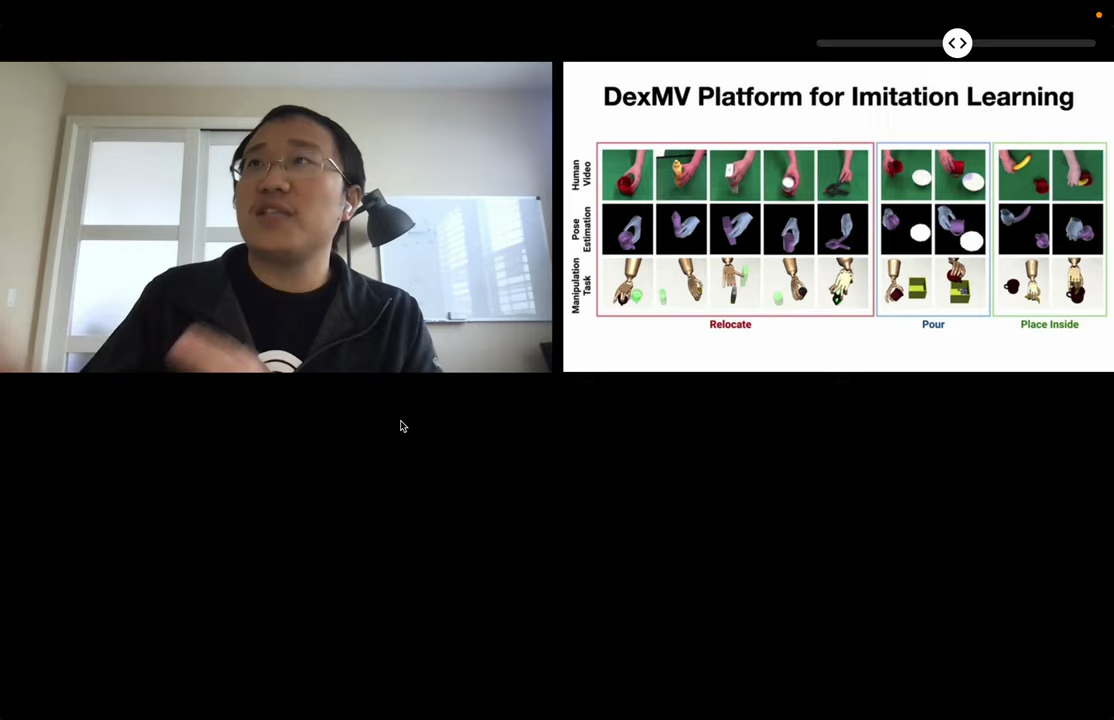 DexMV Platform for Imitation Learning
Human
Video
Pose
Estimation
Manipulation
Task
Relocate
Pour
Place Inside